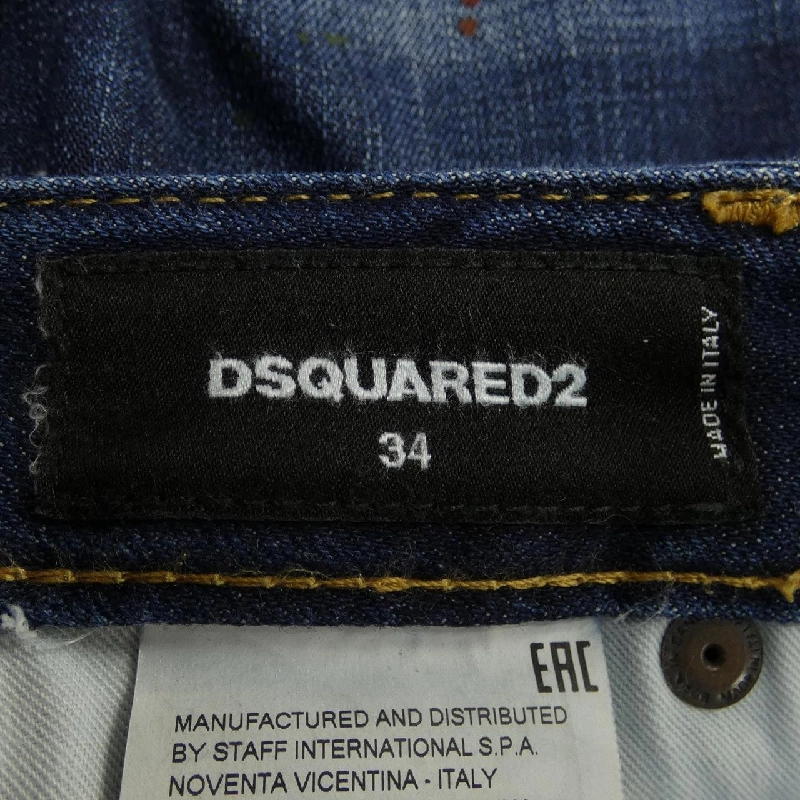 DSQUARED2
34
MADE IN ITALY
EAC
MANUFACTURED AND DISTRIBUTED
BY STAFF INTERNATIONAL S.P.A.
NOVENTA VICENTINA - ITALY